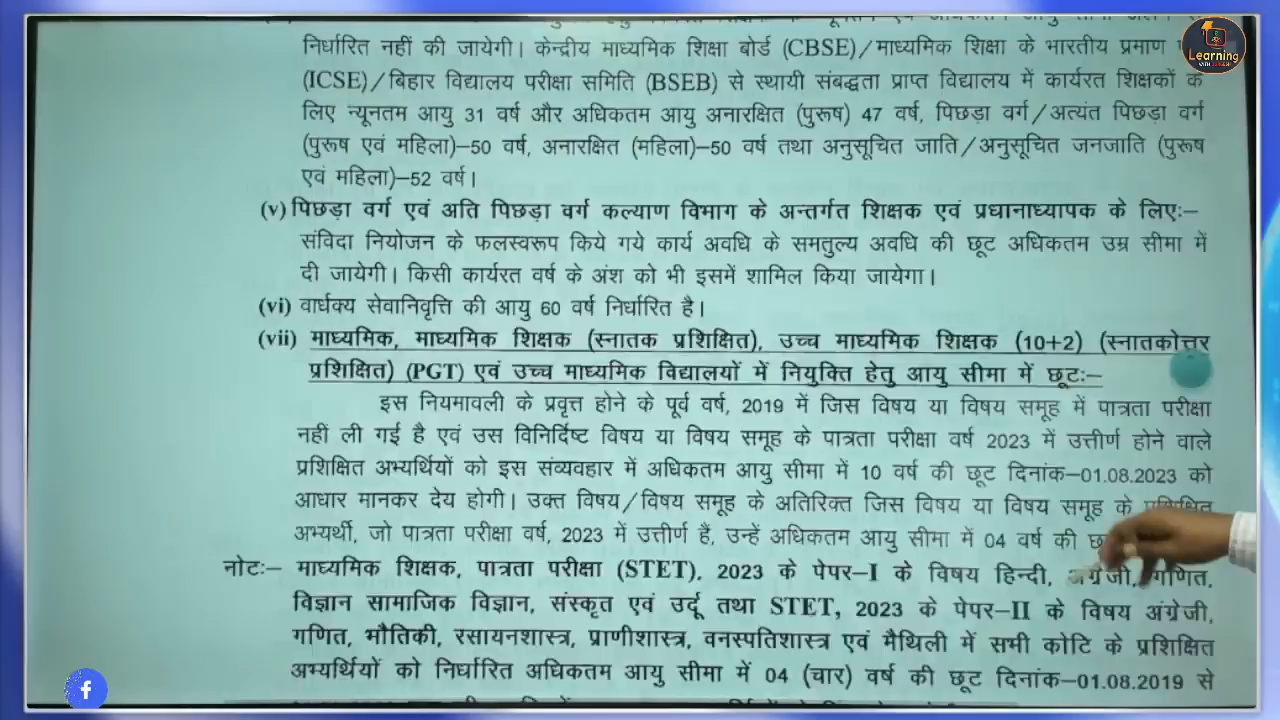 Learning
निर्धारित नहीं की जायेगी। केन्द्रीय माध्यमिक शिक्षा बोर्ड (CBSE)/माध्यमिक शिक्षा के भारतीय प्रमाण
(ICSE)/बिहार विद्यालय परीक्षा समिति (BSEB) से स्थायी संबद्धता प्राप्त विद्यालय में कार्यरत शिक्षकों के
लिए न्यूनतम आयु 31 वर्ष और अधिकतम आयु अनारक्षित (पुरूष) 47 वर्ष, पिछड़ा वर्ग/अत्यंत पिछड़ा वर्ग
(पुरूष एवं महिला)–50 वर्ष, अनारक्षित (महिला)–50 वर्ष तथा अनुसूचित जाति/अनुसूचित जनजाति (पुरूष
एवं महिला)–52 वर्ष।
(v) पिछड़ा वर्ग एवं अति पिछड़ा वर्ग कल्याण विभाग के अन्तर्गत शिक्षक एवं प्रधानाध्यापक के लिएः–
संविदा नियोजन के फलस्वरूप किये गये कार्य अवधि के समतुल्य अवधि की छूट अधिकतम उम्र सीमा में
दी जायेगी। किसी कार्यरत वर्ष के अंश को भी इसमें शामिल किया जायेगा।
(vi) वार्धक्य सेवानिवृत्ति की आयु 60 वर्ष निर्धारित है।
(vii) माध्यमिक, माध्यमिक शिक्षक (स्नातक प्रशिक्षित), उच्च माध्यमिक शिक्षक (10+2) (स्नातकोत्तर
प्रशिक्षित) (PGT) एवं उच्च माध्यमिक विद्यालयों में नियुक्ति हेतु आयु सीमा में छूटः–
इस नियमावली के प्रवृत्त होने के पूर्व वर्ष, 2019 में जिस विषय या विषय समूह में पात्रता परीक्षा
नहीं ली गई है एवं उस विनिर्दिष्ट विषय या विषय समूह के पात्रता परीक्षा वर्ष 2023 में उत्तीर्ण होने वाले
प्रशिक्षित अभ्यर्थियों को इस संव्यवहार में अधिकतम आयु सीमा में 10 वर्ष की छूट दिनांक–01.08.2023 को
आधार मानकर देय होगी। उक्त विषय/विषय समूह के अतिरिक्त जिस विषय या विषय समूह के प्रशिक्षित
अभ्यर्थी, जो पात्रता परीक्षा वर्ष, 2023 में उत्तीर्ण हैं, उन्हें अधिकतम आयु सीमा में 04 वर्ष की
नोटः– माध्यमिक शिक्षक, पात्रता परीक्षा (STET), 2023 के पेपर–I के विषय हिन्दी, अंग्रेजी, गणित,
विज्ञान सामाजिक विज्ञान, संस्कृत एवं उर्दू तथा STET, 2023 के पेपर–II के विषय अंग्रेजी,
गणित, भौतिकी, रसायनशास्त्र, प्राणीशास्त्र, वनस्पतिशास्त्र एवं मैथिली में सभी कोटि के प्रशिक्षित
अभ्यर्थियों को निर्धारित अधिकतम आयु सीमा में 04 (चार) वर्ष की छूट दिनांक–01.08.2019 से